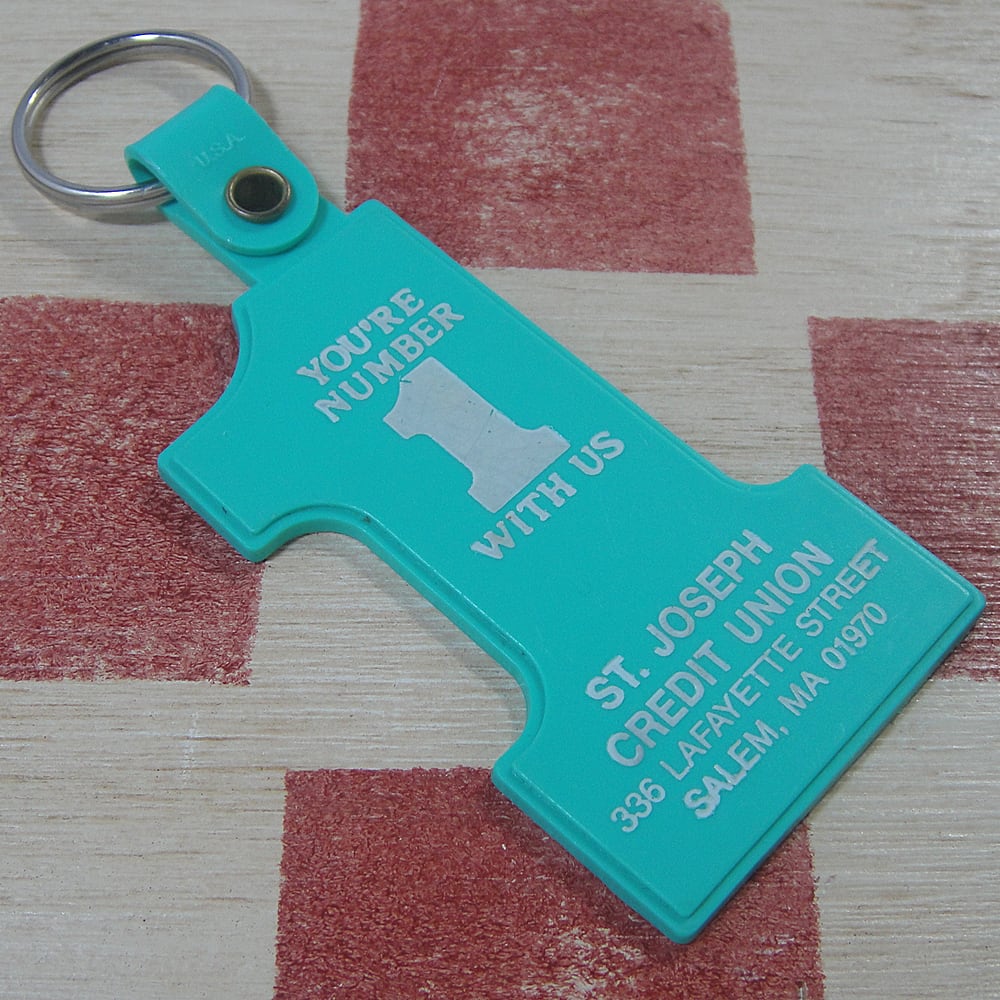 U.S.A.
YOU'RE
NUMBER
1
WITH US
ST. JOSEPH
CREDIT UNION
336 LAFAYETTE STREET
SALEM, MA 01970